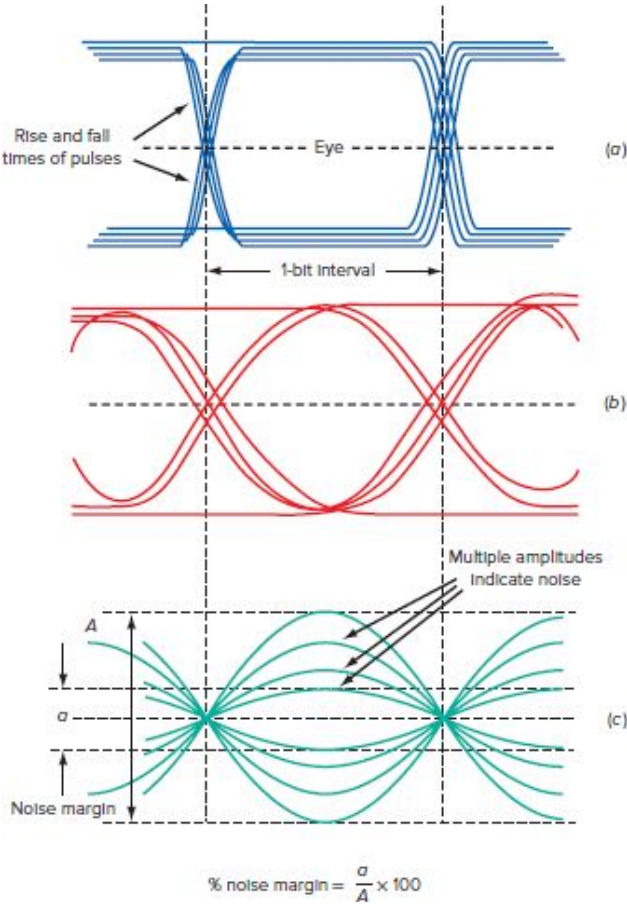 Rise and fall
times of pulses
Eye
(a)
1-bit interval
(b)
Multiple amplitudes
indicate noise
A
a
(c)
Noise margin
% noise margin = a/A × 100